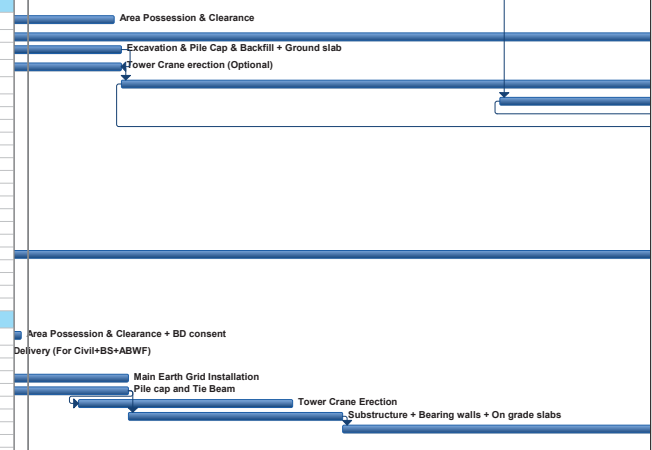 Area Possession & Clearance
Excavation & Pile Cap & Backfill + Ground slab
Tower Crane erection (Optional)
Area Possession & Clearance + BD consent
Delivery (For Civil+BS+ABWF)
Main Earth Grid Installation
Pile cap and Tie Beam
Tower Crane Erection
Substructure + Bearing walls + On grade slabs